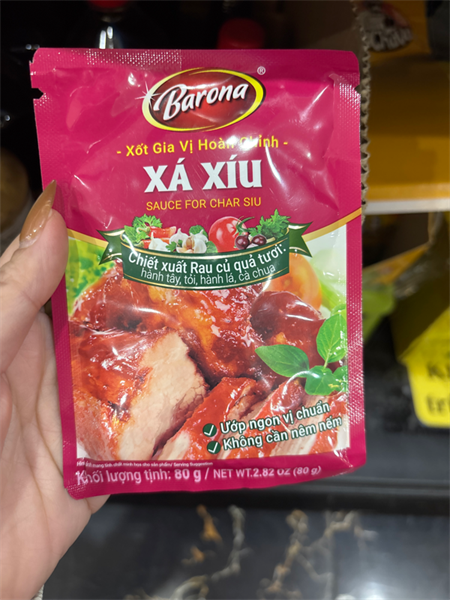 Barona®
- Xốt Gia Vị Hoàn Chỉnh -
XÁ XÍU
SAUCE FOR CHAR SIU
Chiết xuất Rau củ quả tươi:
hành tây, tỏi, hành lá, cà chua
✓ Ướp ngon vị chuẩn
✓ Không cần nêm nếm
Khối lượng tịnh: 80 g / NET WT.2.82 OZ (80 g)